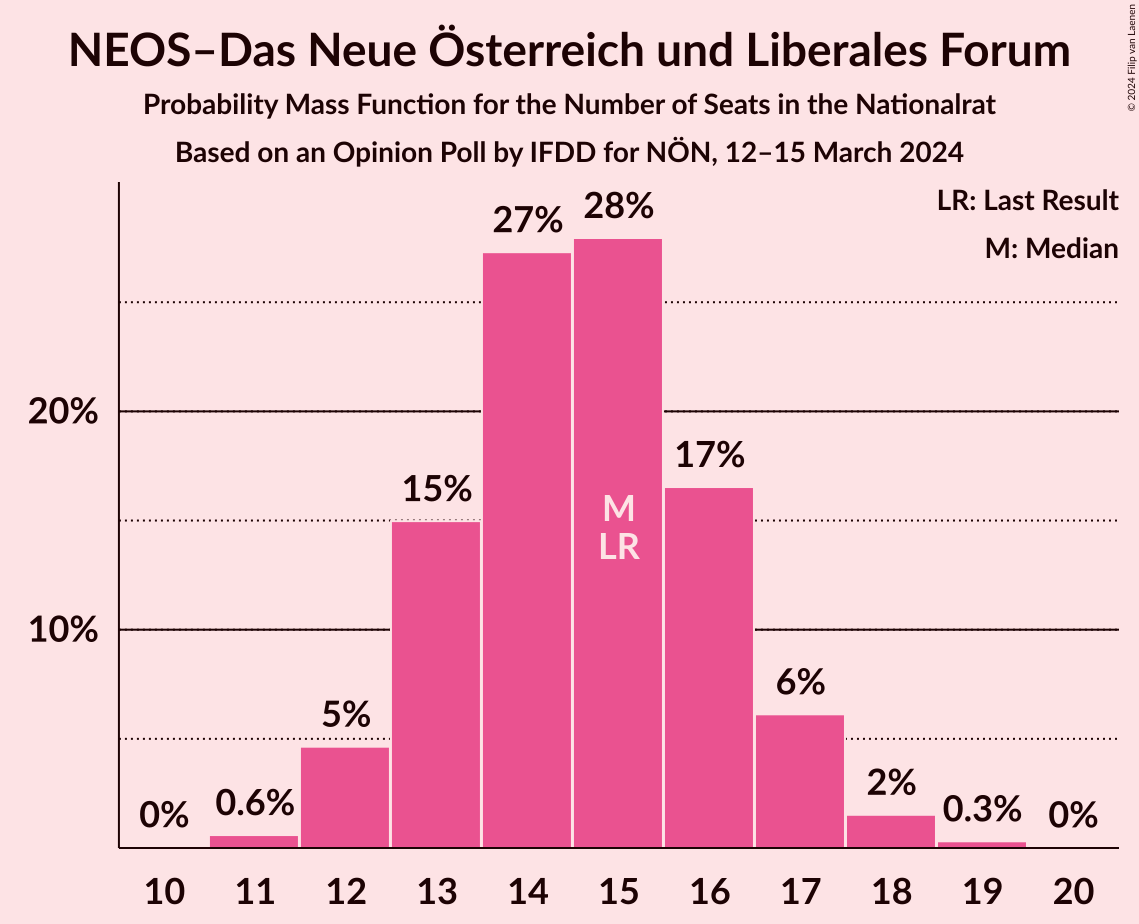 NEOS–Das Neue Österreich und Liberales Forum
Probability Mass Function for the Number of Seats in the Nationalrat
Based on an Opinion Poll by IFDD for NÖN, 12–15 March 2024
© 2024 Filip van Laenen
LR: Last Result
M: Median
20%
10%
0%
0.6%
5%
15%
27%
28%
17%
6%
2%
0.3%
0%
M
LR
10 11 12 13 14 15 16 17 18 19 20